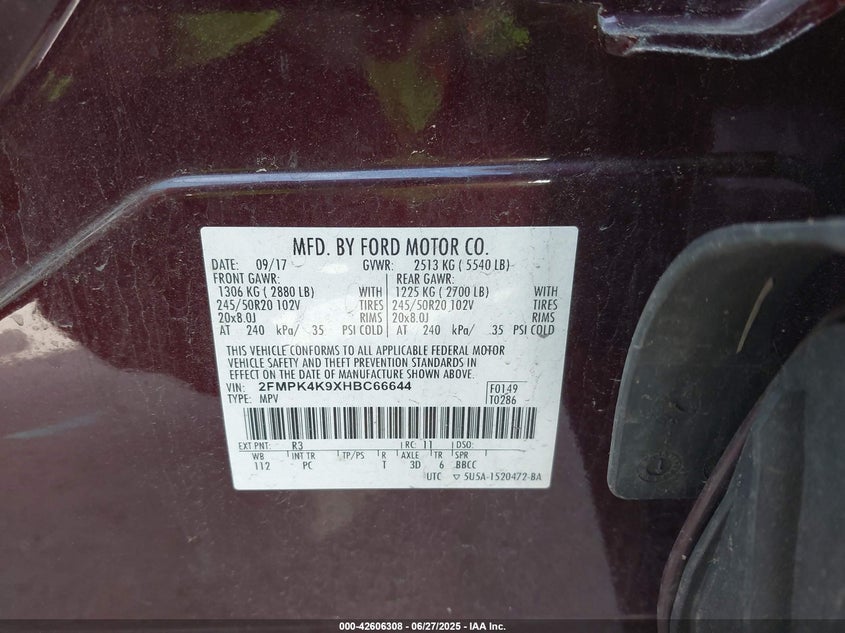 MFD. BY FORD MOTOR CO.
DATE: 09/17 GVWR: 2513 KG ( 5540 LB)
FRONT GAWR: REAR GAWR:
1306 KG ( 2880 LB) WITH 1225 KG ( 2700 LB) WITH
245/50R20 102V TIRES 245/50R20 102V TIRES
20x8.0J RIMS 20x8.0J RIMS
AT 240 kPa/ 35 PSI COLD AT 240 kPa/ 35 PSI COLD
THIS VEHICLE CONFORMS TO ALL APPLICABLE FEDERAL MOTOR
VEHICLE SAFETY AND THEFT PREVENTION STANDARDS IN
EFFECT ON THE DATE OF MANUFACTURE SHOWN ABOVE.
VIN: 2FMPK4K9XHBC66644 F0149
TYPE: MPV T0286
EXT PNT: R3 RC: 11 DSO:
WB INT TR TP/PS R AXLE TR SPR
112 PC T 3D 6 BBCC
UTC ▽ 5U5A-1520472-BA
000-42606308 - 06/27/2025 - IAA Inc.